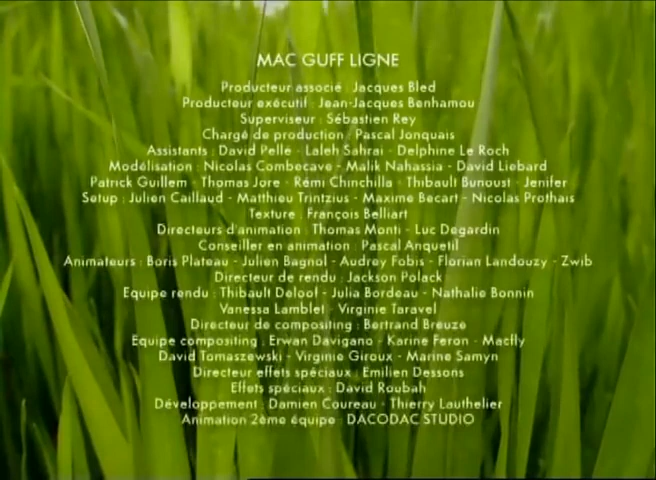 MAC GUFF LIGNE
Producteur associé : Jacques Bled
Producteur exécutif : Jean-Jacques Benhamou
Superviseur : Sébastien Rey
Chargé de production : Pascal Jonquais
Assistants : David Pelle - Laleh Sahrai - Delphine Le Roch
Modélisation : Nicolas Combecave - Malik Nahassia - David Liebard
Patrick Guillem - Thomas Jore - Rémi Chinchilla - Thibault Bunoust - Jenifer
Setup : Julien Caillaud - Matthieu Trintzius - Maxime Becart - Nicolas Prothais
Texture : François Belliart
Directeurs d'animation : Thomas Monti - Luc Degardin
Conseiller en animation : Pascal Anquetil
Animateurs : Boris Plateau - Julien Bagnol - Audrey Fobis - Florian Landouzy - Zwib
Directeur de rendu : Jackson Polack
Equipe rendu : Thibault Deloof - Julia Bordeau - Nathalie Bonnin
Vanessa Lamblet - Virginie Taravel
Directeur de compositing : Bertrand Breuze
Equipe compositing : Erwan Davigano - Karine Feron - Macfly
David Tomaszewski - Virginie Giroux - Marine Samyn
Directeur effets spéciaux : Emilien Dessons
Effets spéciaux : David Roubah
Développement : Damien Coureau - Thierry Lauthelier
Animation 2ème équipe : DACODAC STUDIO